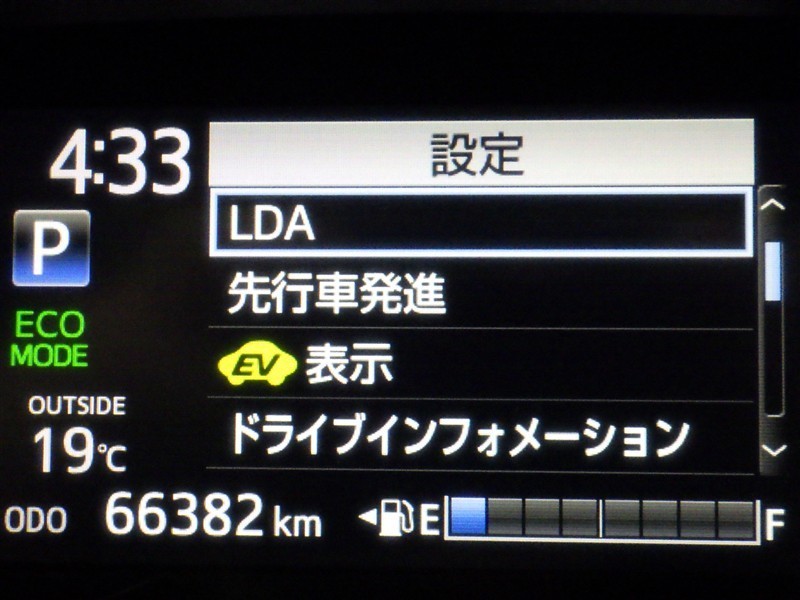 4:33
設定
LDA
P
先行車発進
ECO
MODE
EV 表示
OUTSIDE
19℃
ドライブインフォメーション
ODO 66382 km
E F